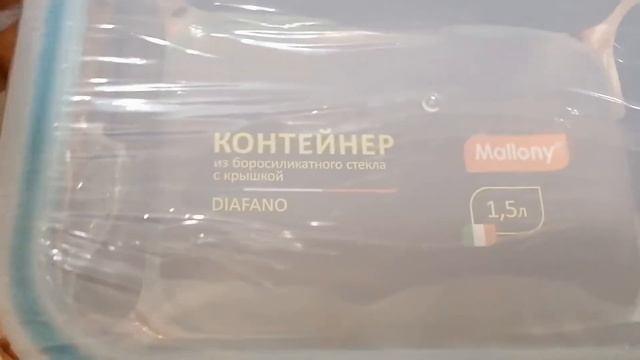 КОНТЕЙНЕР
из боросиликатного стекла
с крышкой
DIAFANO
Mallony
1,5л